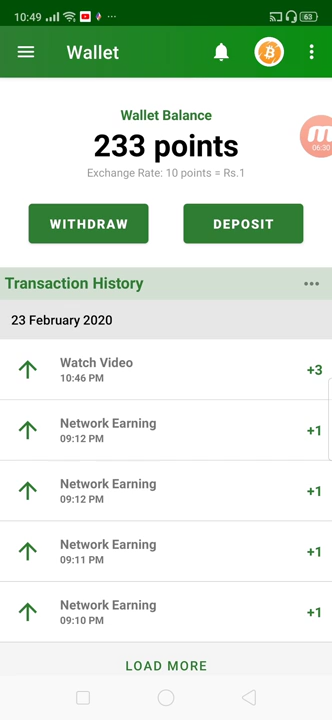 10:49
63
Wallet
Wallet Balance
233 points
Exchange Rate: 10 points = Rs.1
06:30
WITHDRAW
DEPOSIT
Transaction History
23 February 2020
Watch Video
+3
10:46 PM
Network Earning
+1
09:12 PM
Network Earning
+1
09:12 PM
Network Earning
+1
09:11 PM
Network Earning
+1
09:10 PM
LOAD MORE